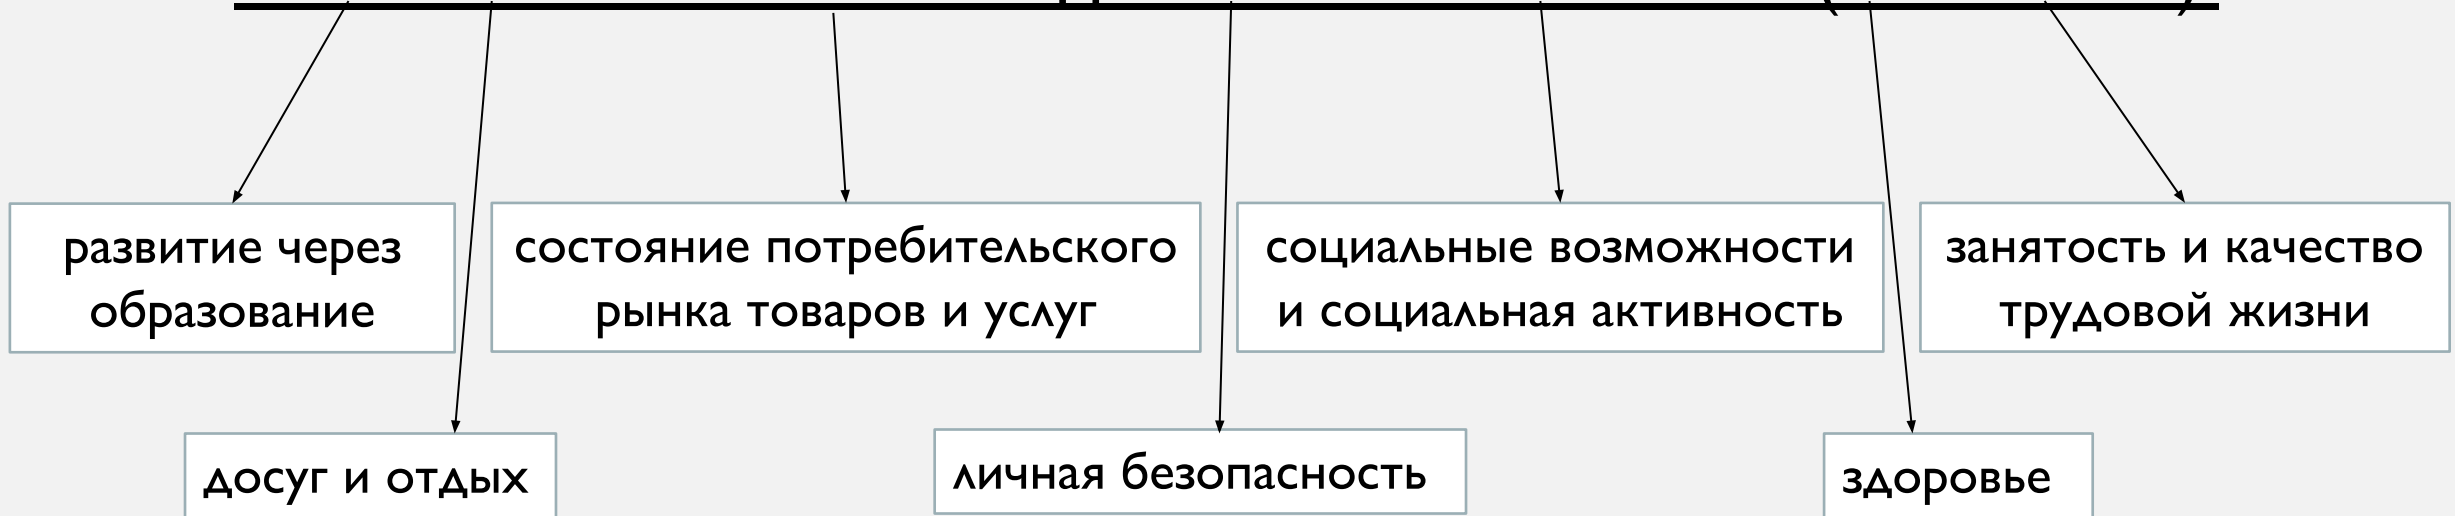 развитие через
образование
состояние потребительского
рынка товаров и услуг
социальные возможности
и социальная активность
занятость и качество
трудовой жизни
досуг и отдых
личная безопасность
здоровье